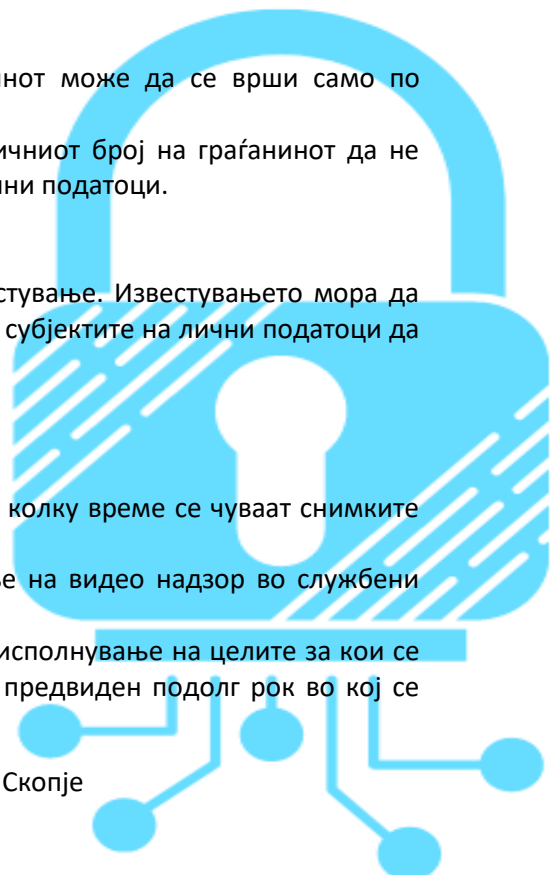 нот може да се врши само по
ичниот број на граѓанинот да не
ни податоци.
стување. Известувањето мора да
субјектите на лични податоци да
колку време се чуваат снимките
е на видео надзор во службени
исполнување на целите за кои се
предвиден подолг рок во кој се
Скопје